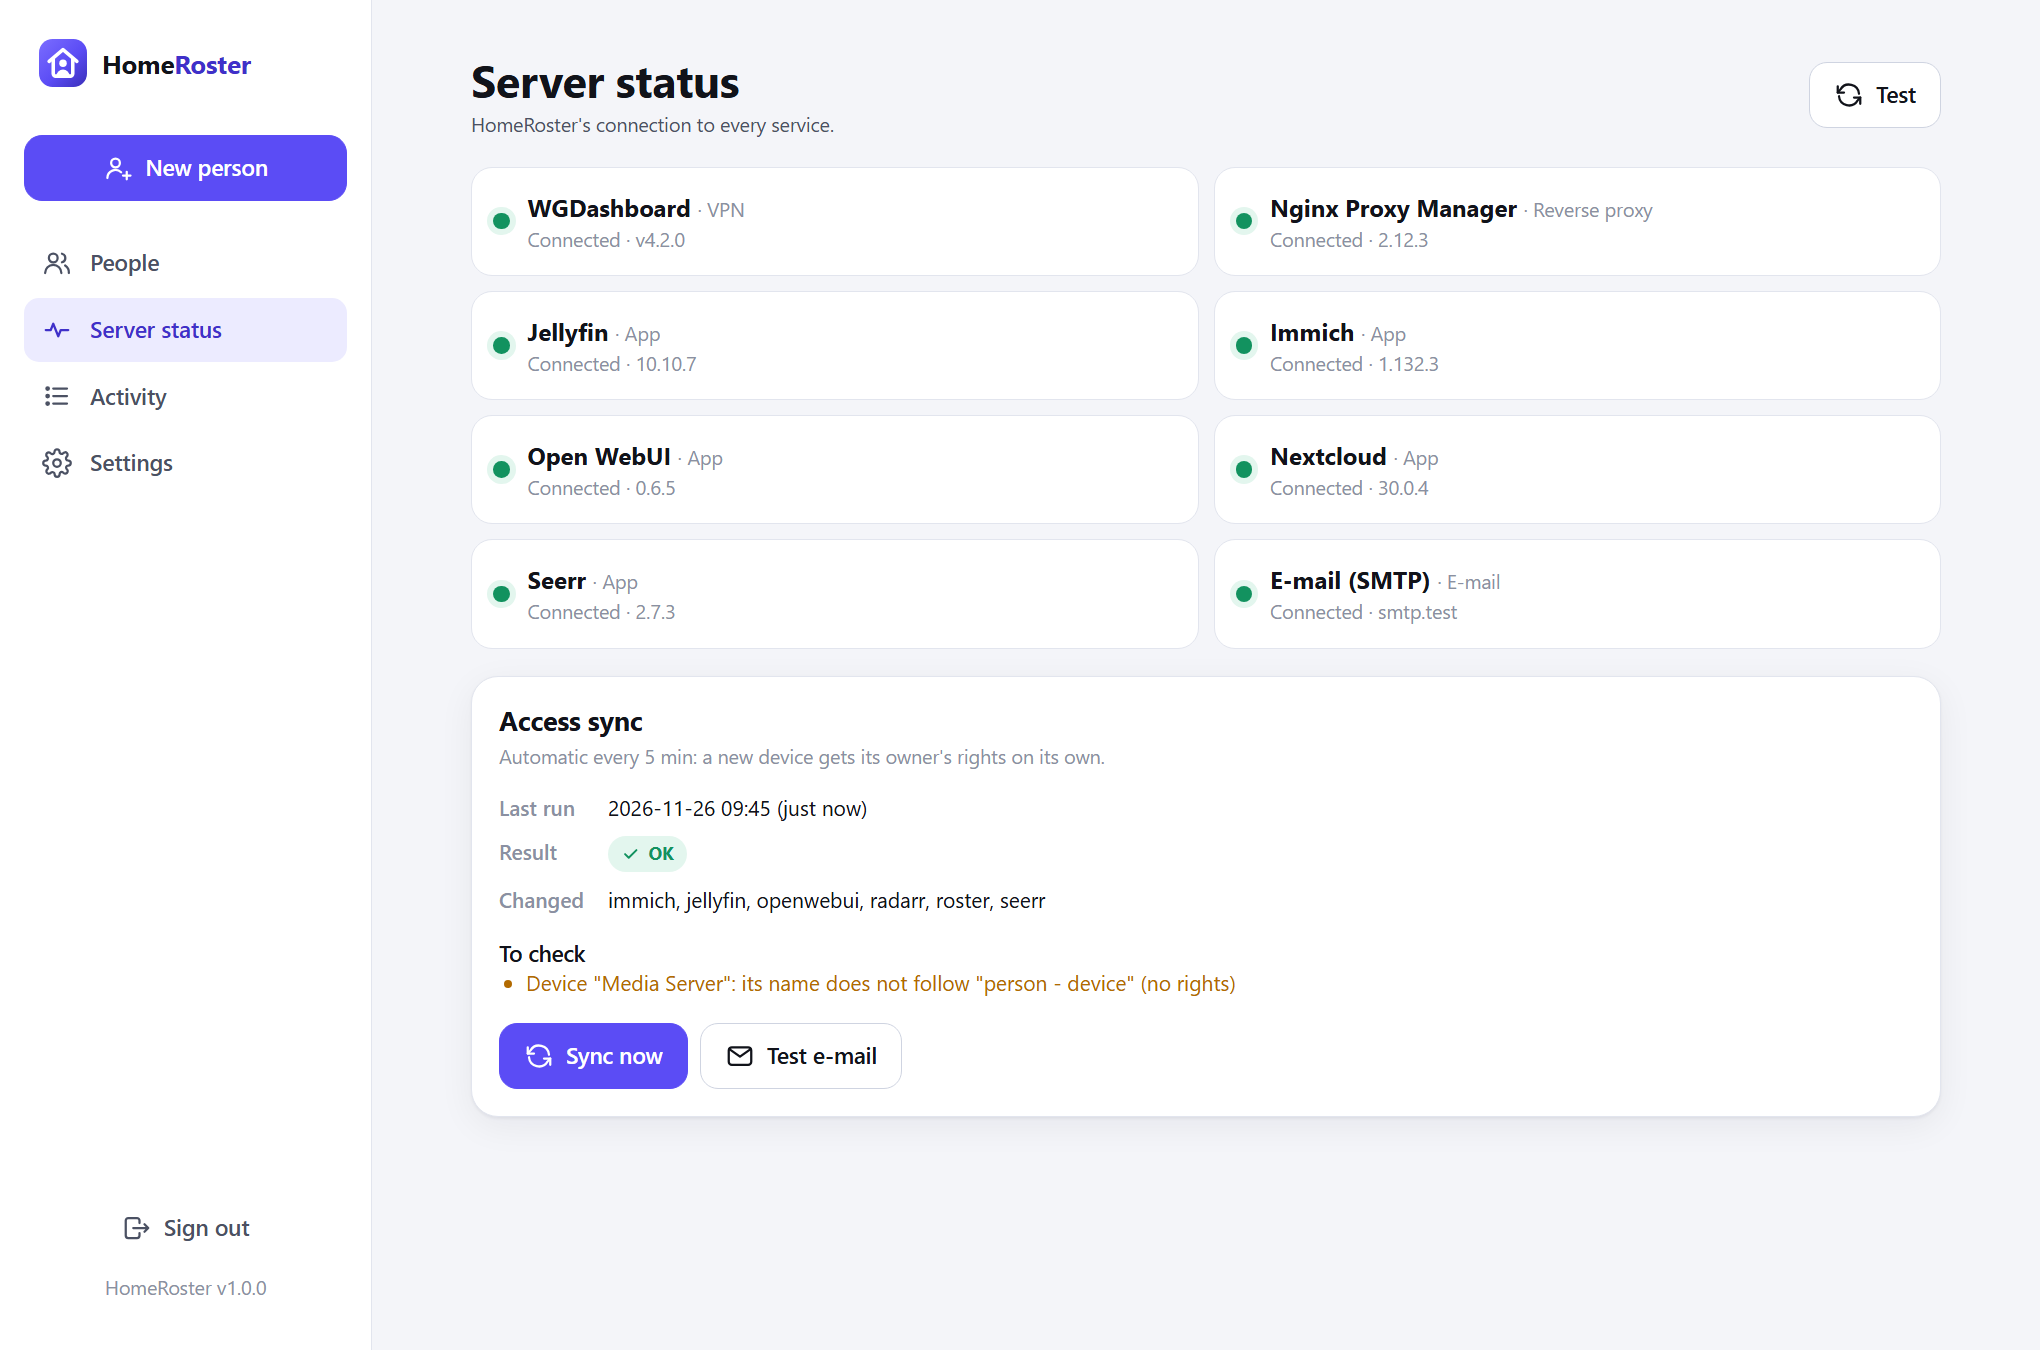 HomeRoster
New person
People
Server status
Activity
Settings
Sign out
HomeRoster v1.0.0
Server status
HomeRoster's connection to every service.
Test
WGDashboard · VPN
Connected · v4.2.0
Nginx Proxy Manager · Reverse proxy
Connected · 2.12.3
Jellyfin · App
Connected · 10.10.7
Immich · App
Connected · 1.132.3
Open WebUI · App
Connected · 0.6.5
Nextcloud · App
Connected · 30.0.4
Seerr · App
Connected · 2.7.3
E-mail (SMTP) · E-mail
Connected · smtp.test
Access sync
Automatic every 5 min: a new device gets its owner's rights on its own.
Last run 2026-11-26 09:45 (just now)
Result OK
Changed immich, jellyfin, openwebui, radarr, roster, seerr
To check
• Device "Media Server": its name does not follow "person - device" (no rights)
Sync now
Test e-mail